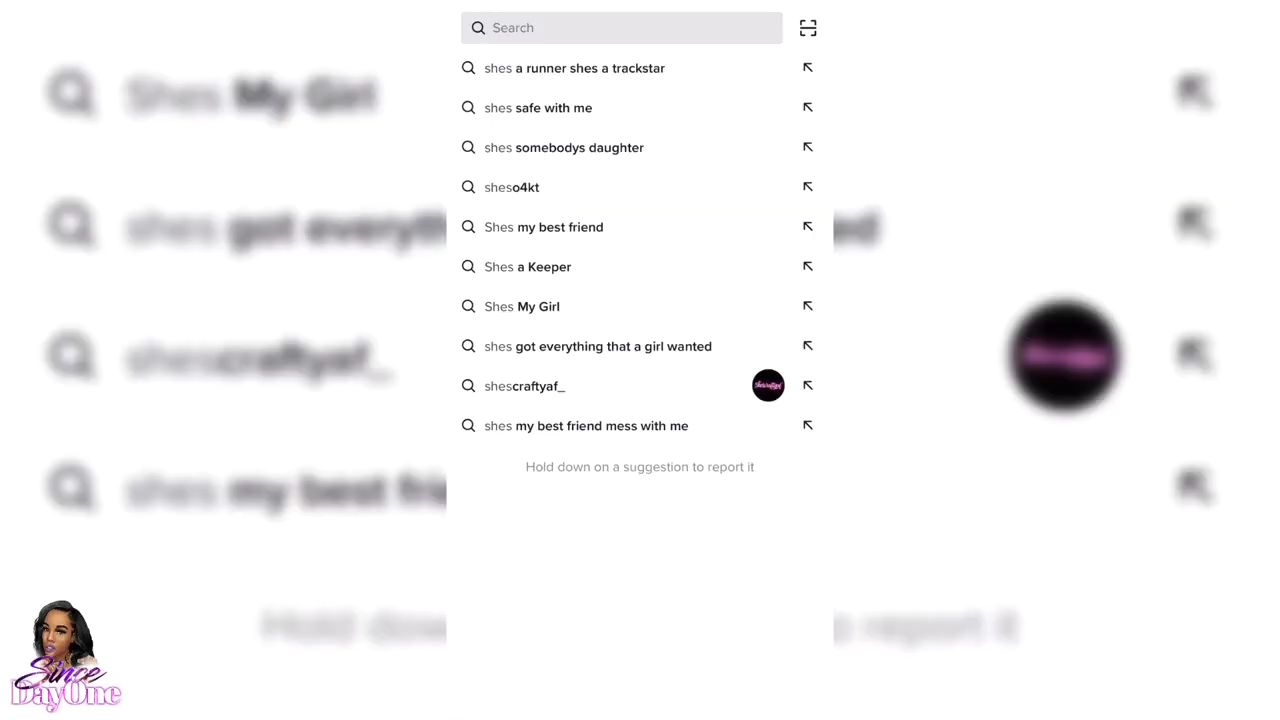 Search
shes a runner shes a trackstar
shes safe with me
shes somebodys daughter
sheso4kt
Shes my best friend
Shes a Keeper
Shes My Girl
shes got everything that a girl wanted
shescraftyaf_
shes my best friend mess with me
Hold down on a suggestion to report it
Since
DayOne